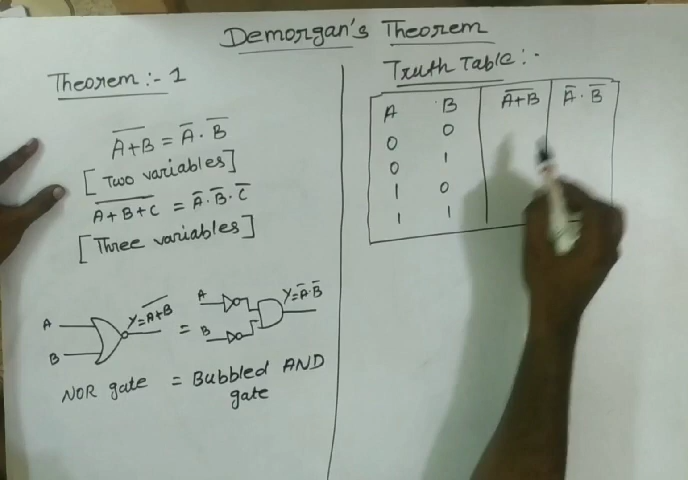 Demorgan's Theorem
Theorem :- 1
A̅+̅B̅ = A̅ . B̅
[ Two variables ]
A̅+̅B̅+̅C̅ = A̅ . B̅ . C̅
[ Three variables ]
A
B
Y = A̅+̅B̅
=
A
B
Y = A̅ . B̅
NOR gate = Bubbled AND
gate
Truth Table :-
A B A̅+̅B̅ A̅ . B̅
0 0
0 1
1 0
1 1